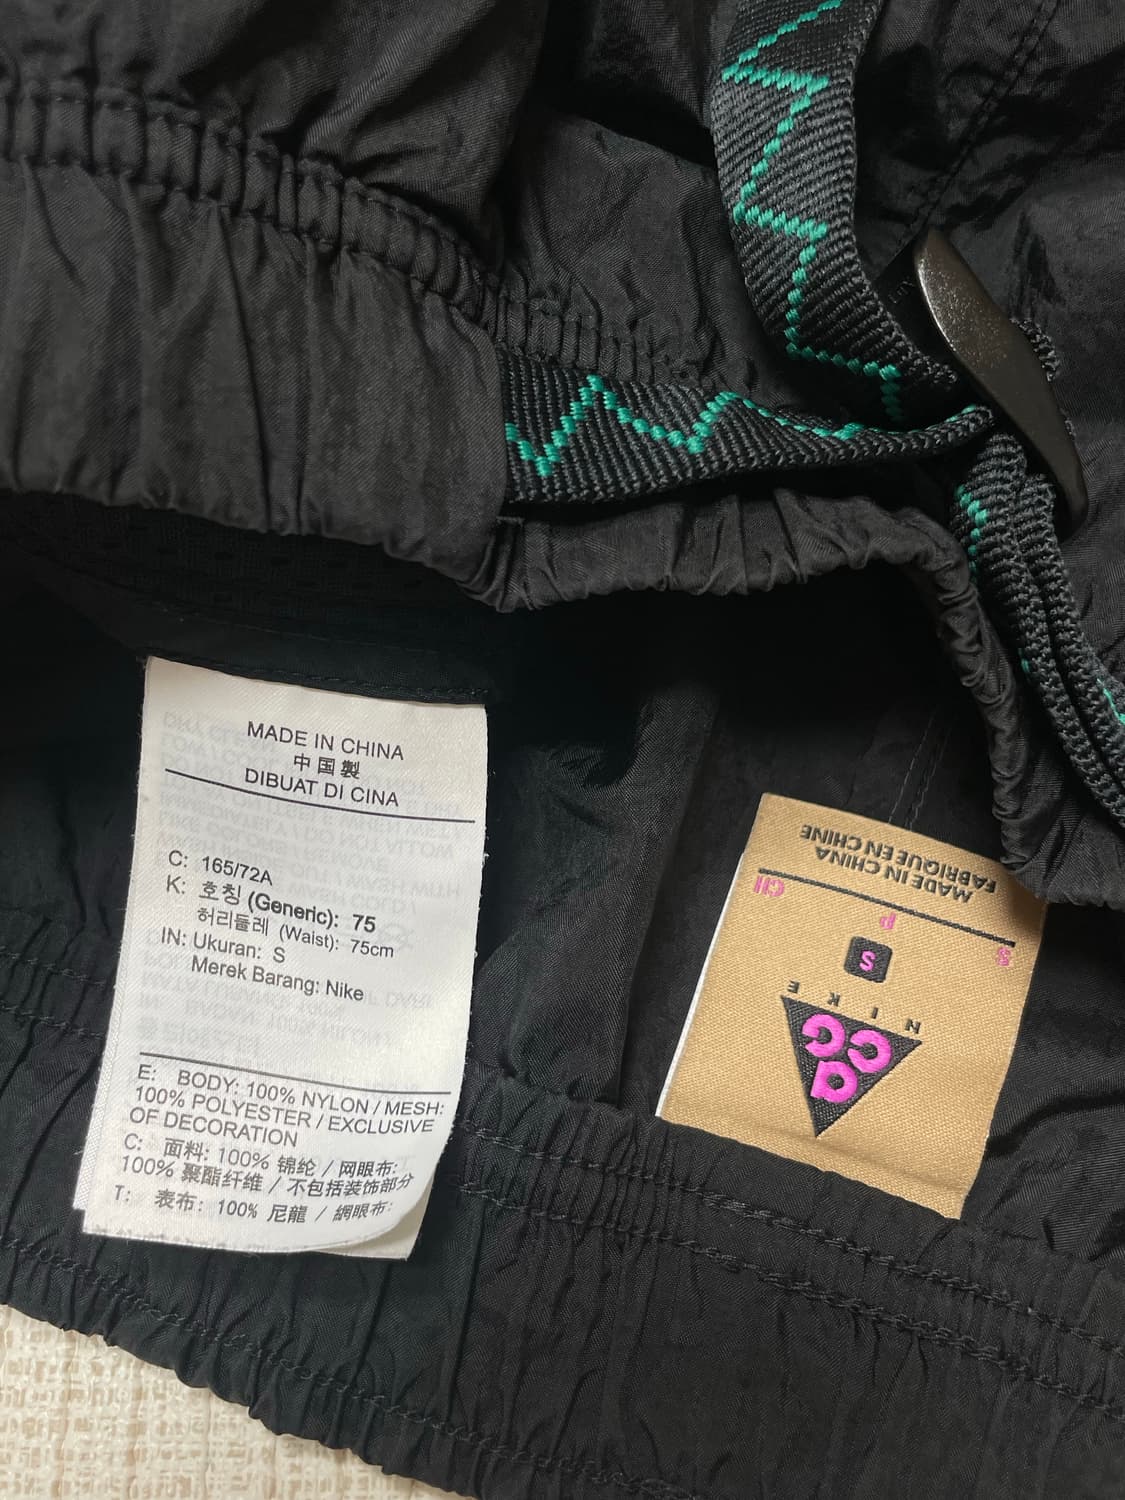 MADE IN CHINA
中国製
DIBUAT DI CINA
C: 165/72A
K: 호칭 (Generic): 75
허리둘레 (Waist): 75cm
IN: Ukuran: S
Merek Barang: Nike
E: BODY: 100% NYLON / MESH:
100% POLYESTER / EXCLUSIVE
OF DECORATION
C: 面料: 100% 锦纶 / 网眼布:
100% 聚酯纤维 / 不包括装饰部分
T: 表布: 100% 尼龍 / 網眼布:
aCG
NIKE
S
S P CH
MADE IN CHINA
FABRIQUE EN CHINE